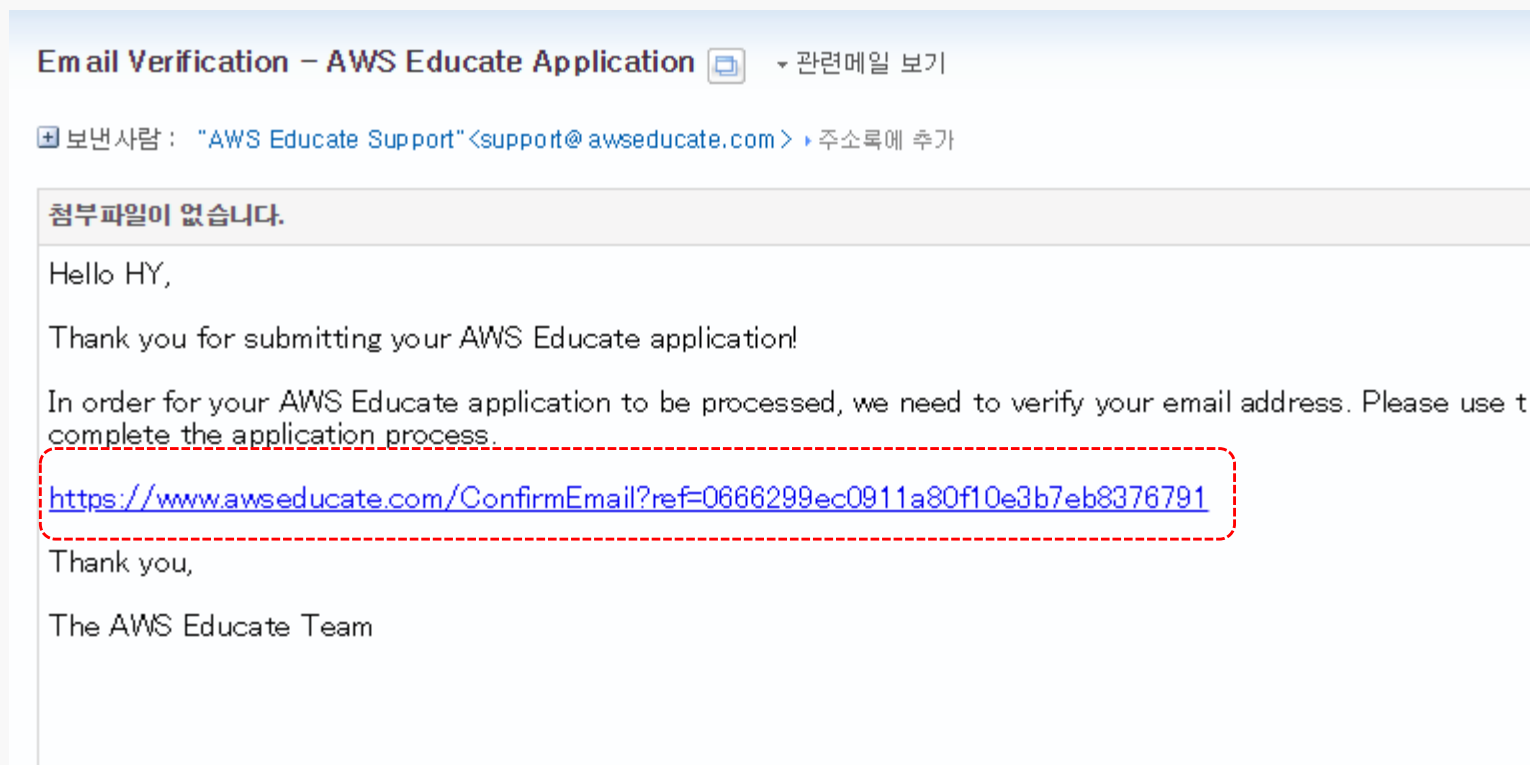 Email Verification – AWS Educate Application 관련메일 보기
보낸사람 : "AWS Educate Support"<support@awseducate.com> 주소록에 추가
첨부파일이 없습니다.
Hello HY,
Thank you for submitting your AWS Educate application!
In order for your AWS Educate application to be processed, we need to verify your email address. Please use t
complete the application process.
https://www.awseducate.com/ConfirmEmail?ref=0666299ec0911a80f10e3b7eb8376791
Thank you,
The AWS Educate Team